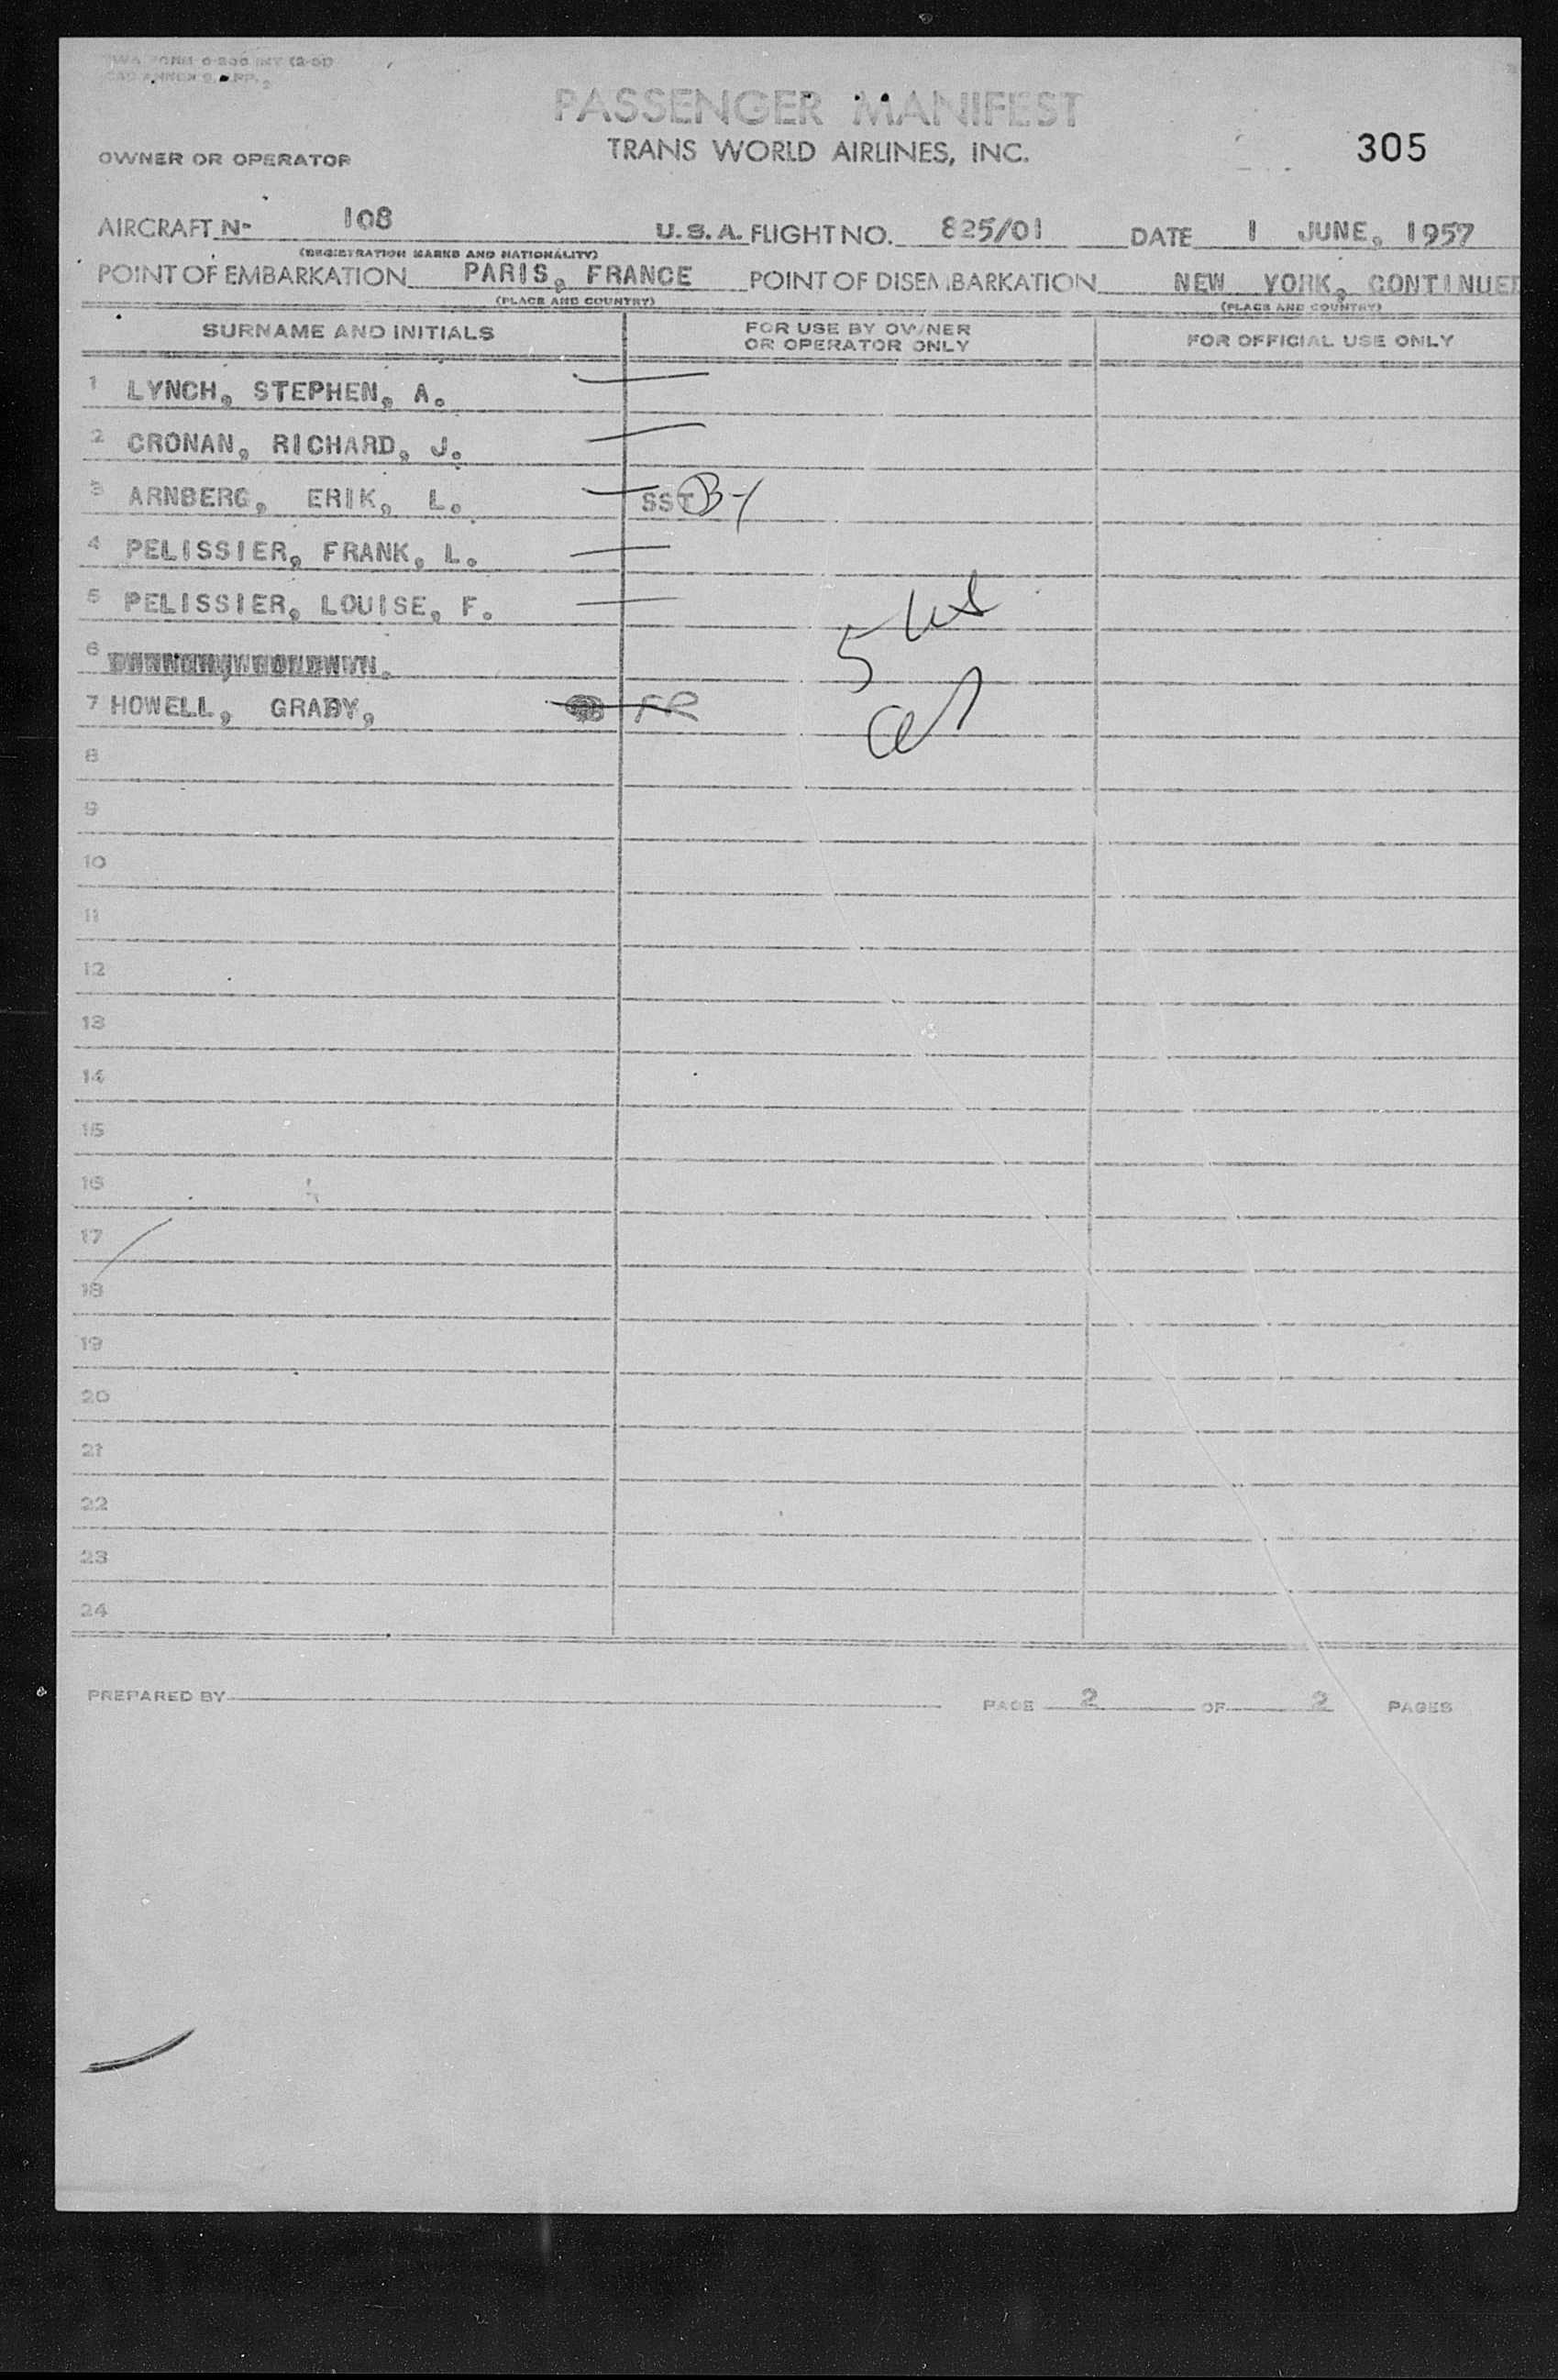 PASSENGER MANIFEST
TRANS WORLD AIRLINES, INC.
305
OWNER OR OPERATOR
AIRCRAFT N- 108 U.S.A. FLIGHT NO. 825/01 DATE 1 JUNE, 1957
(REGISTRATION MARKS AND NATIONALITY)
POINT OF EMBARKATION PARIS, FRANCE POINT OF DISEMBARKATION NEW YORK, CONTINUED
(PLACE AND COUNTRY) (PLACE AND COUNTRY)
SURNAME AND INITIALS FOR USE BY OWNER OR OPERATOR ONLY FOR OFFICIAL USE ONLY
1 LYNCH, STEPHEN, A.
2 CRONAN, RICHARD, J.
3 ARNBERG, ERIK, L. SST
4 PELISSIER, FRANK, L.
5 PELISSIER, LOUISE, F.
6
7 HOWELL, GRADY, FR
8
9
10
11
12
13
14
15
16
17
18
19
20
21
22
23
24
PREPARED BY PAGE 2 OF 2 PAGES